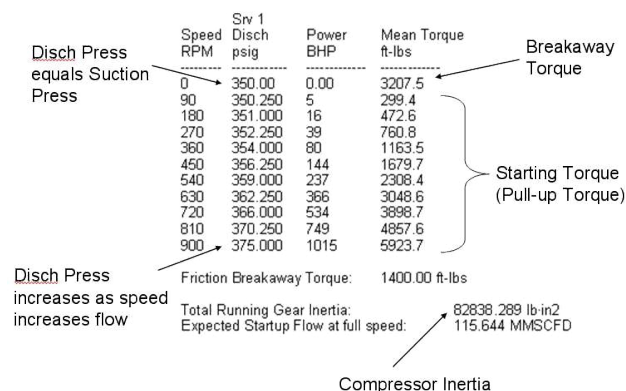 Srv 1
Speed Disch Power Mean Torque
RPM psig BHP ft-lbs
0 350.00 0.00 3207.5
90 350.250 5 299.4
180 351.000 16 472.6
270 352.250 39 760.8
360 354.000 80 1163.5
450 356.250 144 1679.7
540 359.000 237 2308.4
630 362.250 366 3048.6
720 366.000 534 3898.7
810 370.250 749 4857.6
900 375.000 1015 5923.7
Friction Breakaway Torque: 1400.00 ft-lbs
Total Running Gear Inertia: 82838.289 lb-in2
Expected Startup Flow at full speed: 115.644 MMSCFD
Disch Press
equals Suction
Press
Breakaway
Torque
Starting Torque
(Pull-up Torque)
Disch Press
increases as speed
increases flow
Compressor Inertia